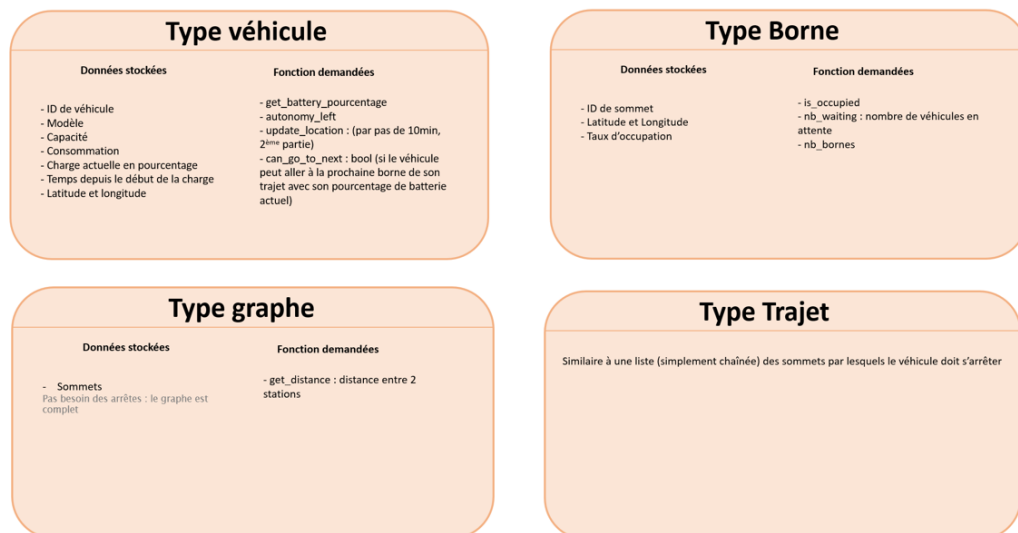 Type véhicule
Données stockées
- ID de véhicule
- Modèle
- Capacité
- Consommation
- Charge actuelle en pourcentage
- Temps depuis le début de la charge
- Latitude et longitude
Fonction demandées
- get_battery_pourcentage
- autonomy_left
- update_location : (par pas de 10min,
2ème partie)
- can_go_to_next : bool (si le véhicule
peut aller à la prochaine borne de son
trajet avec son pourcentage de batterie
actuel)
Type Borne
Données stockées
- ID de sommet
- Latitude et Longitude
- Taux d'occupation
Fonction demandées
- is_occupied
- nb_waiting : nombre de véhicules en
attente
- nb_bornes
Type graphe
Données stockées
- Sommets
Pas besoin des arrêtes : le graphe est
complet
Fonction demandées
- get_distance : distance entre 2
stations
Type Trajet
Similaire à une liste (simplement chaînée) des sommets par lesquels le véhicule doit s'arrêter